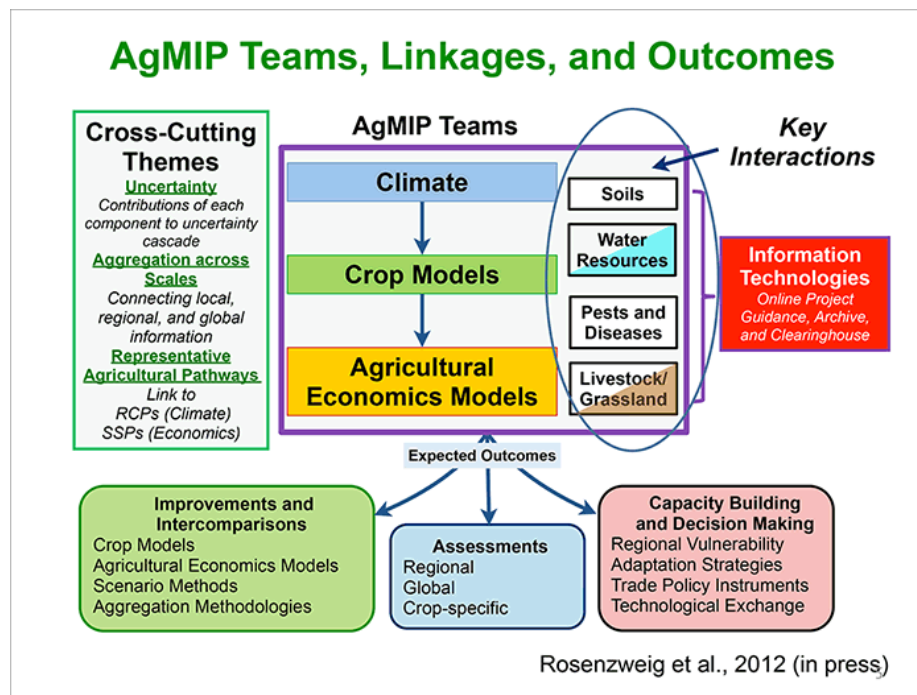 AgMIP Teams, Linkages, and Outcomes
Cross-Cutting
Themes
Uncertainty
Contributions of each
component to uncertainty
cascade
Aggregation across
Scales
Connecting local,
regional, and global
information
Representative
Agricultural Pathways
Link to
RCPs (Climate)
SSPs (Economics)
AgMIP Teams
Climate
Crop Models
Agricultural
Economics Models
Soils
Water
Resources
Pests and
Diseases
Livestock/
Grassland
Key
Interactions
Information
Technologies
Online Project
Guidance, Archive,
and Clearinghouse
Expected Outcomes
Improvements and
Intercomparisons
Crop Models
Agricultural Economics Models
Scenario Methods
Aggregation Methodologies
Assessments
Regional
Global
Crop-specific
Capacity Building
and Decision Making
Regional Vulnerability
Adaptation Strategies
Trade Policy Instruments
Technological Exchange
Rosenzweig et al., 2012 (in press)